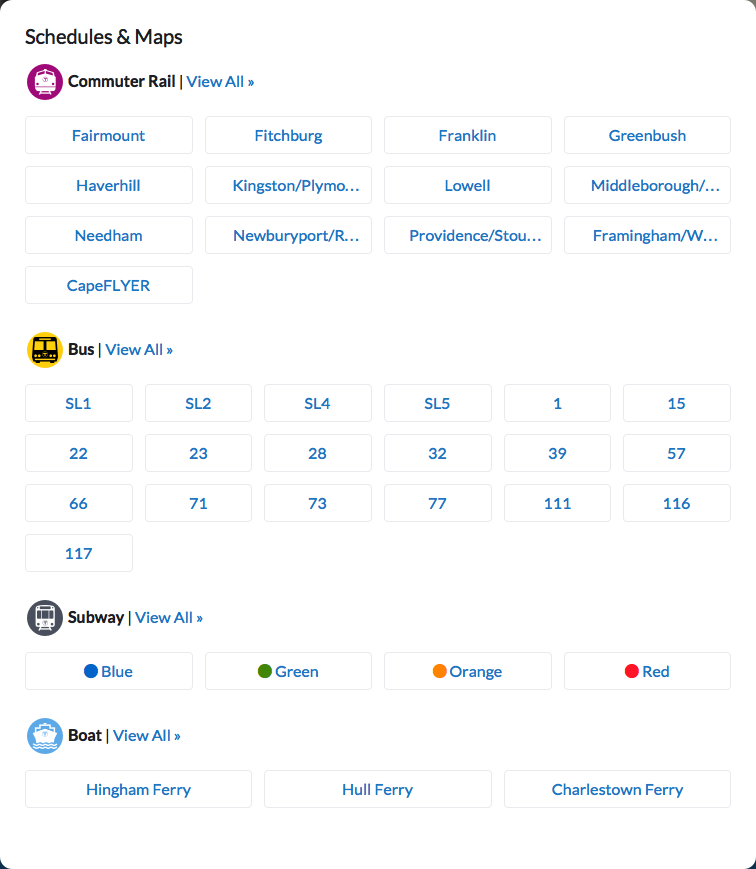 Schedules & Maps
Commuter Rail | View All »
Fairmount Fitchburg Franklin Greenbush
Haverhill Kingston/Plymo... Lowell Middleborough/...
Needham Newburyport/R... Providence/Stou... Framingham/W...
CapeFLYER
Bus | View All »
SL1 SL2 SL4 SL5 1 15
22 23 28 32 39 57
66 71 73 77 111 116
117
Subway | View All »
Blue Green Orange Red
Boat | View All »
Hingham Ferry Hull Ferry Charlestown Ferry